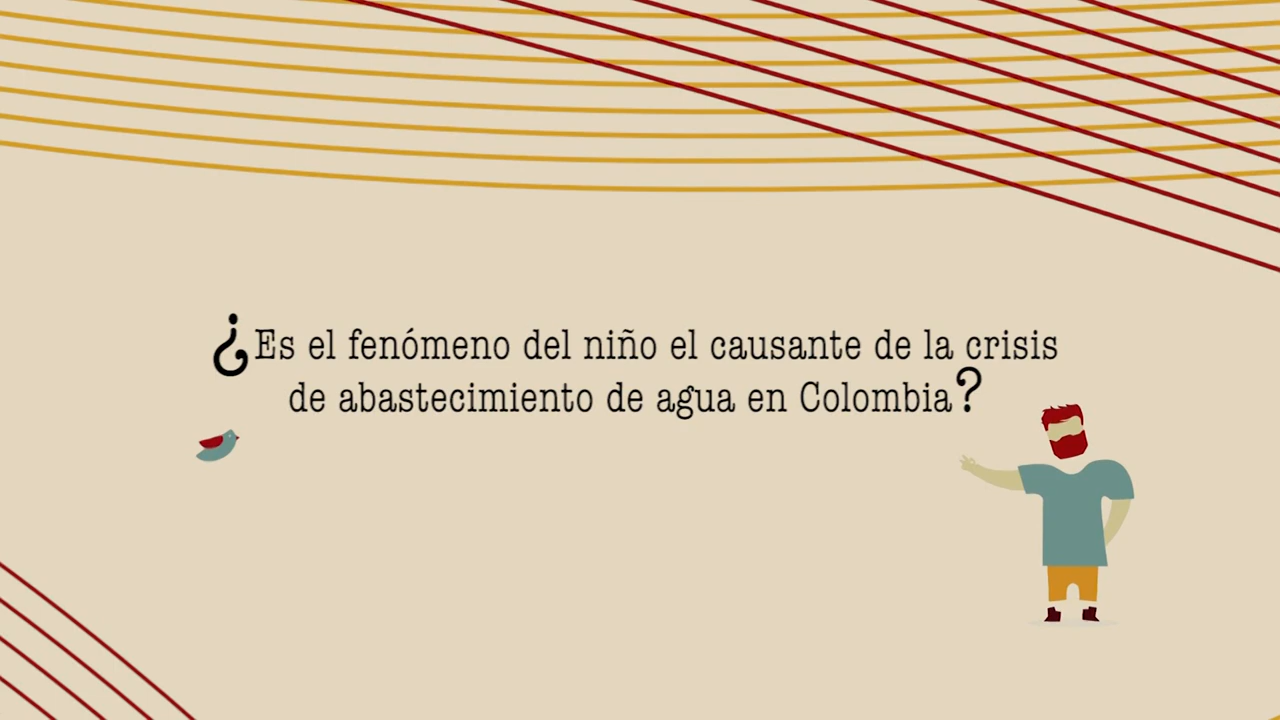 ¿Es el fenómeno del niño el causante de la crisis
de abastecimiento de agua en Colombia?